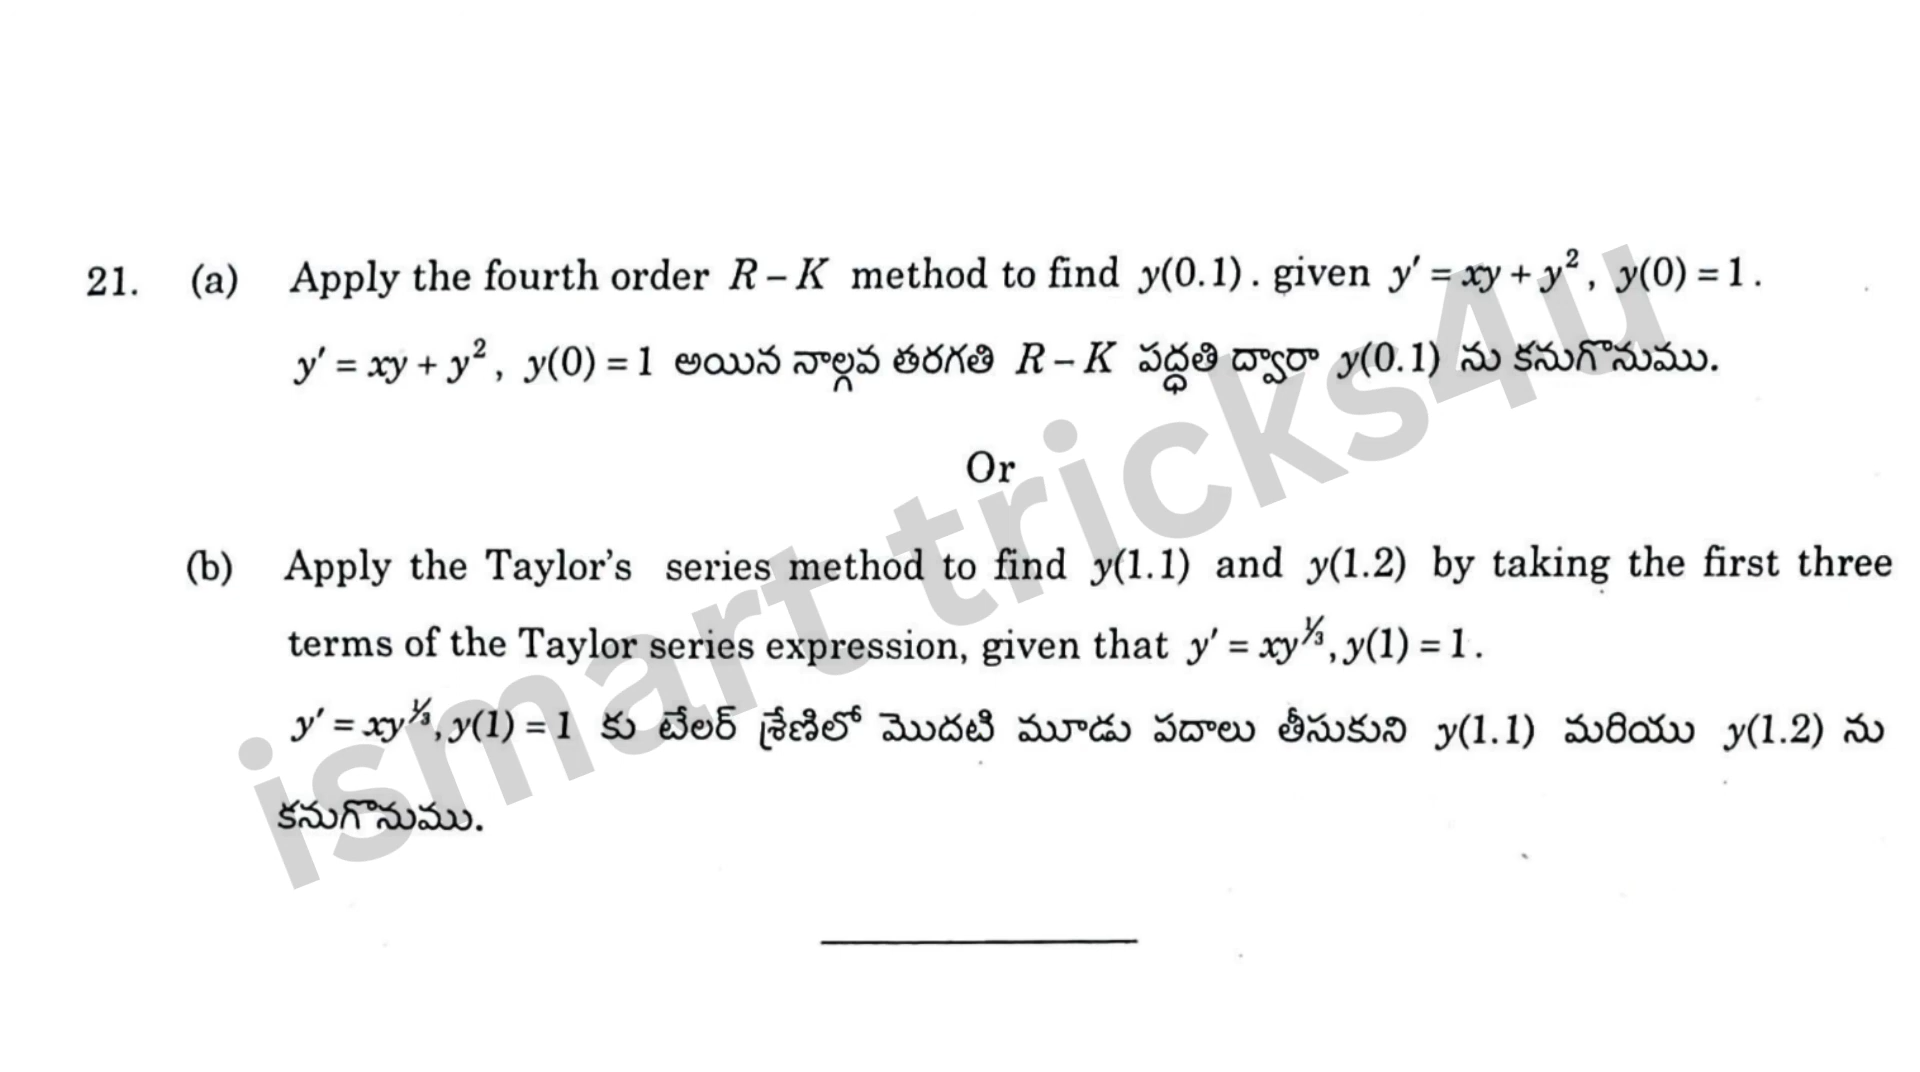 21. (a) Apply the fourth order R – K method to find y(0.1). given y' = xy + y², y(0) = 1.
y' = xy + y², y(0) = 1 అయిన నాల్గవ తరగతి R – K పద్ధతి ద్వారా y(0.1) ను కనుగొనుము.
Or
(b) Apply the Taylor's series method to find y(1.1) and y(1.2) by taking the first three
terms of the Taylor series expression, given that y' = xy^⅓, y(1) = 1.
y' = xy^⅓, y(1) = 1 కు టేలర్ శ్రేణిలో మొదటి మూడు పదాలు తీసుకుని y(1.1) మరియు y(1.2) ను
కనుగొనుము.
ismart tricks4u